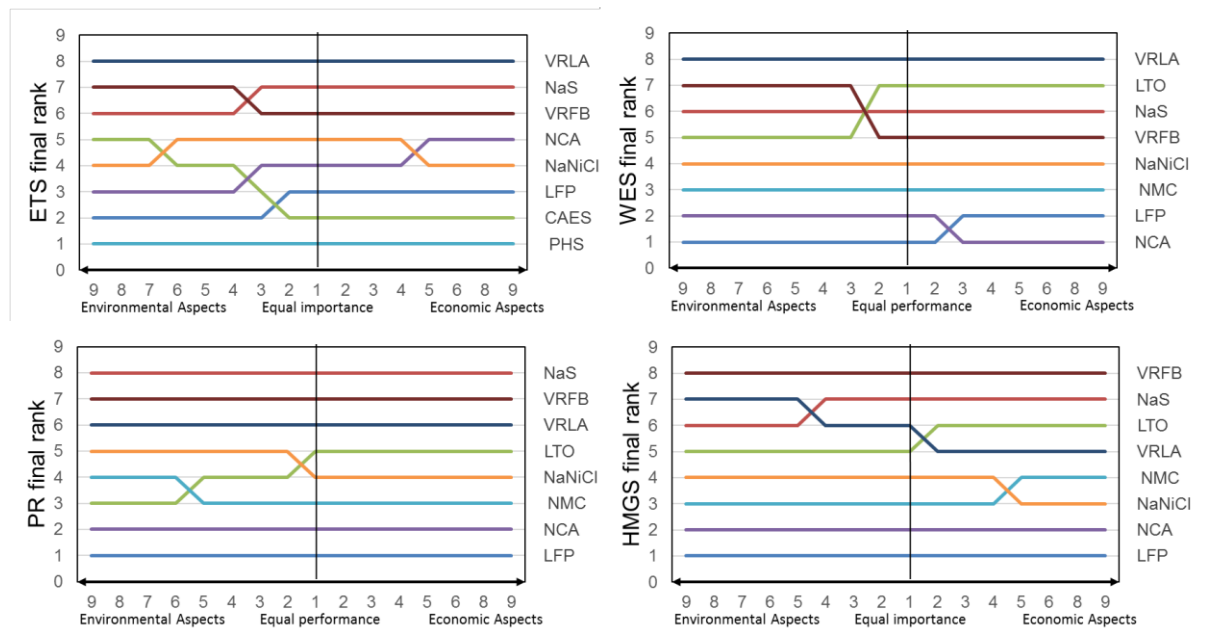 ETS final rank
9
8
7
6
5
4
3
2
1
0
VRLA
NaS
VRFB
NCA
NaNiCl
LFP
CAES
PHS
9 8 7 6 5 4 3 2 1 2 3 4 5 6 7 8 9
Environmental Aspects Equal importance Economic Aspects
WES final rank
9
8
7
6
5
4
3
2
1
0
VRLA
LTO
NaS
VRFB
NaNiCl
NMC
LFP
NCA
9 8 7 6 5 4 3 2 1 2 3 4 5 6 7 8 9
Environmental Aspects Equal performance Economic Aspects
PR final rank
9
8
7
6
5
4
3
2
1
0
NaS
VRFB
VRLA
LTO
NaNiCl
NMC
NCA
LFP
9 8 7 6 5 4 3 2 1 2 3 4 5 6 7 8 9
Environmental Aspects Equal performance Economic Aspects
HMGS final rank
9
8
7
6
5
4
3
2
1
0
VRFB
NaS
LTO
VRLA
NMC
NaNiCl
NCA
LFP
9 8 7 6 5 4 3 2 1 2 3 4 5 6 7 8 9
Environmental Aspects Equal importance Economic Aspects